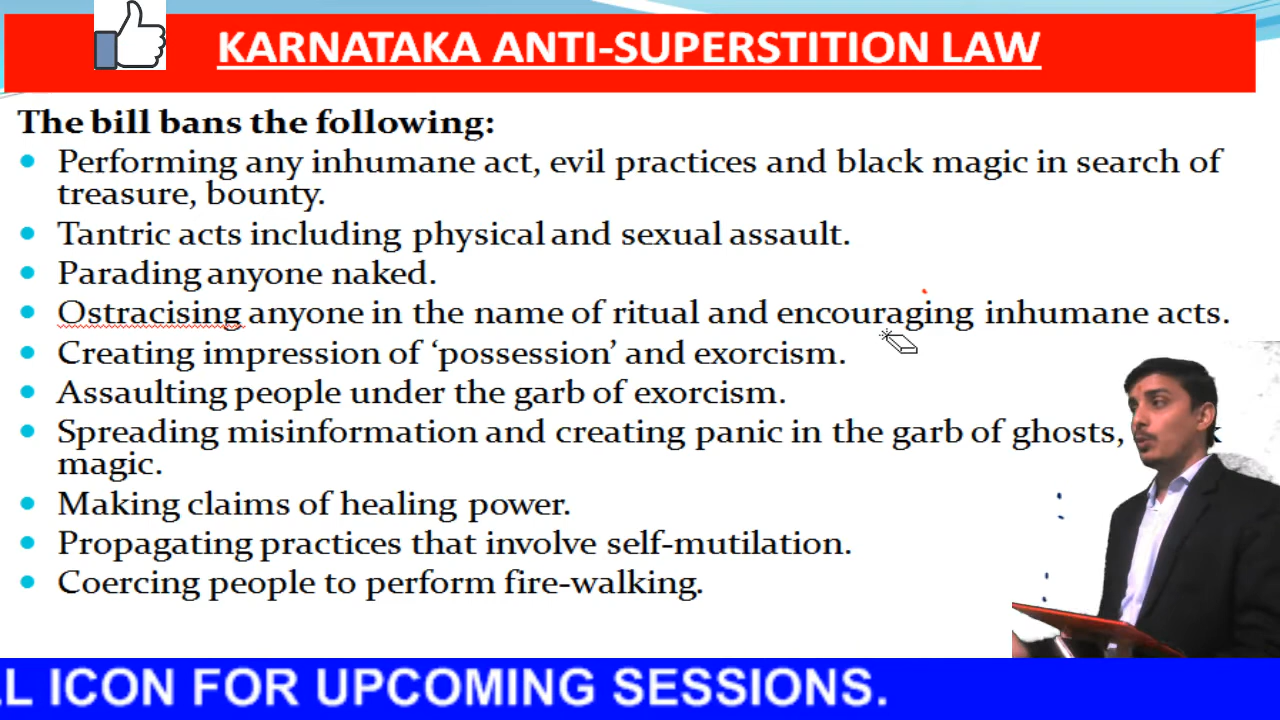 KARNATAKA ANTI-SUPERSTITION LAW
The bill bans the following:
Performing any inhumane act, evil practices and black magic in search of
treasure, bounty.
Tantric acts including physical and sexual assault.
Parading anyone naked.
Ostracising anyone in the name of ritual and encouraging inhumane acts.
Creating impression of ‘possession’ and exorcism.
Assaulting people under the garb of exorcism.
Spreading misinformation and creating panic in the garb of ghosts,
magic.
Making claims of healing power.
Propagating practices that involve self-mutilation.
Coercing people to perform fire-walking.
ICON FOR UPCOMING SESSIONS.